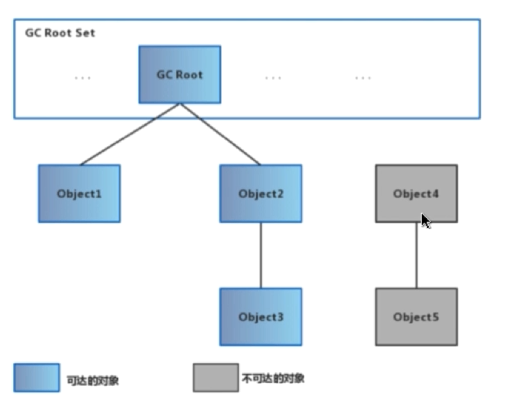 GC Root Set
... GC Root ... ...
Object1 Object2 Object4
Object3 Object5
可达的对象 不可达的对象